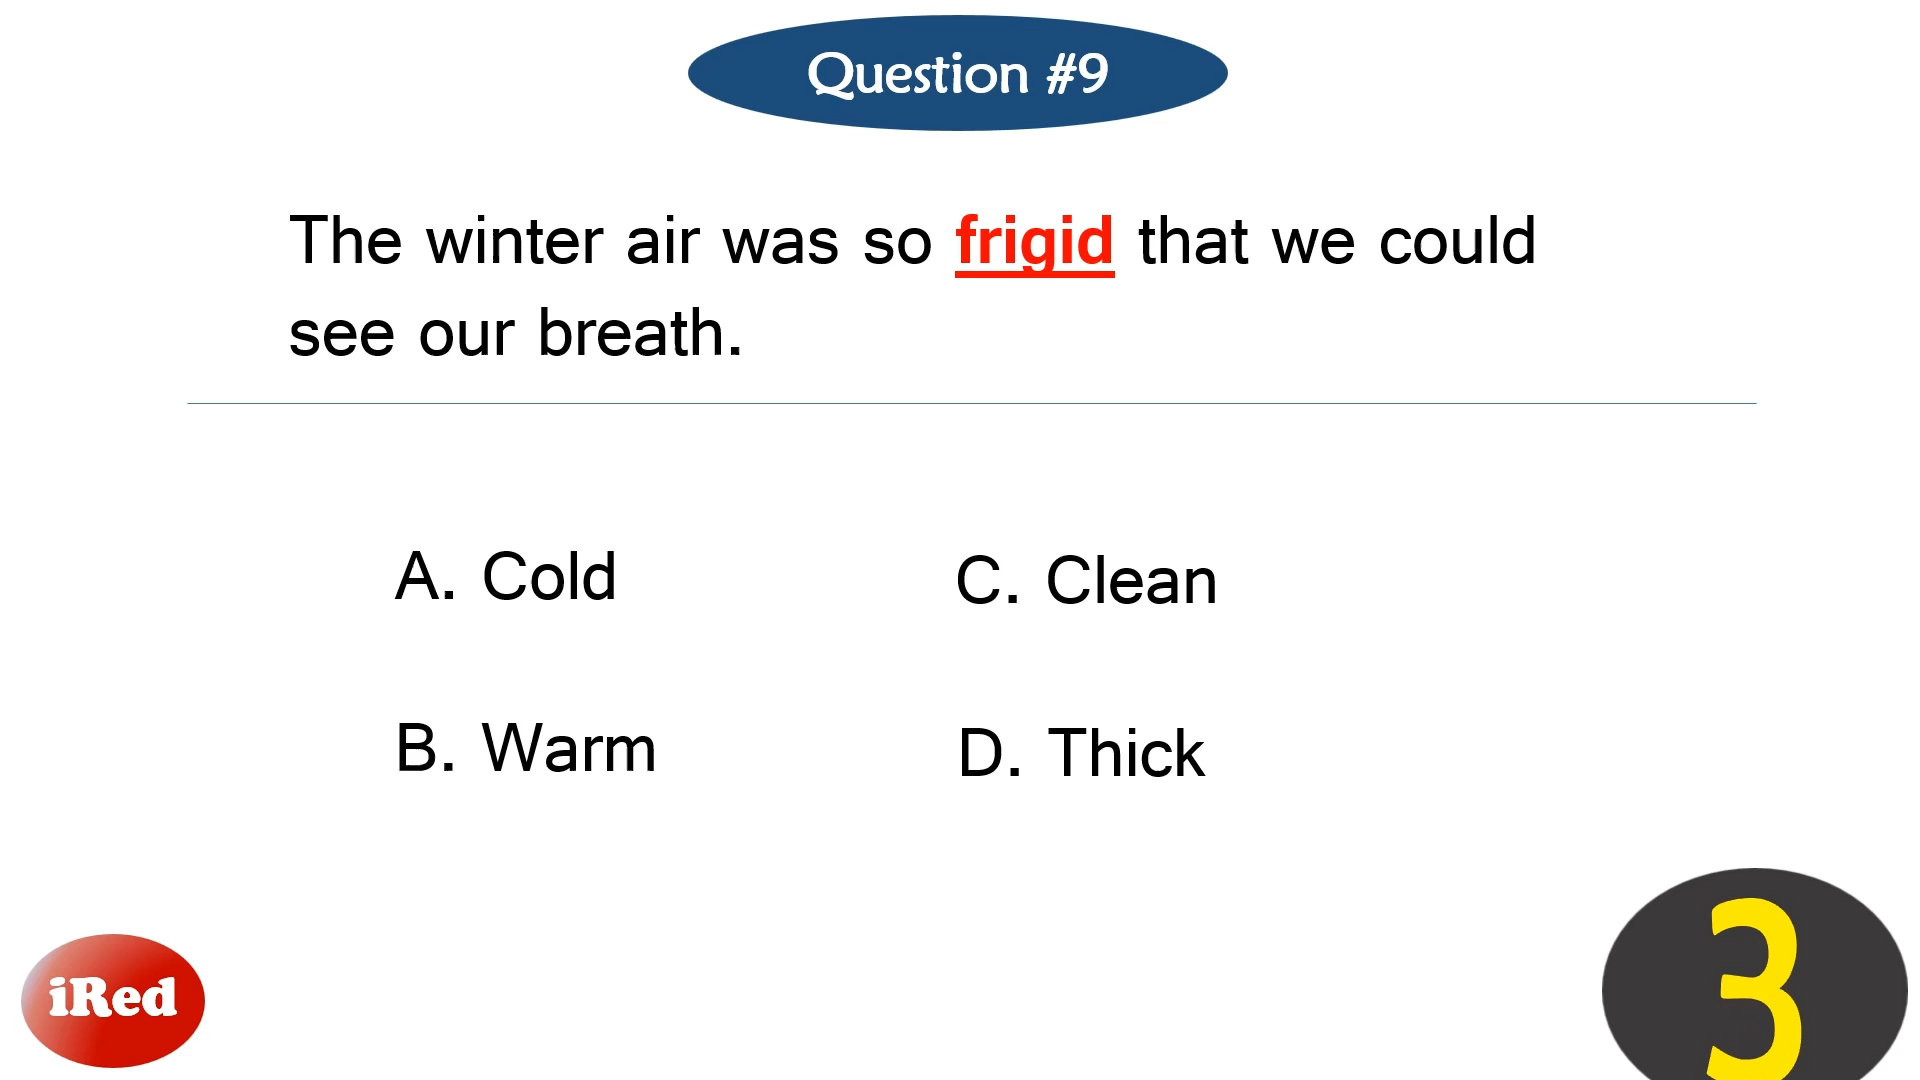 Question #9
The winter air was so frigid that we could
see our breath.
A. Cold
C. Clean
B. Warm
D. Thick
iRed
3